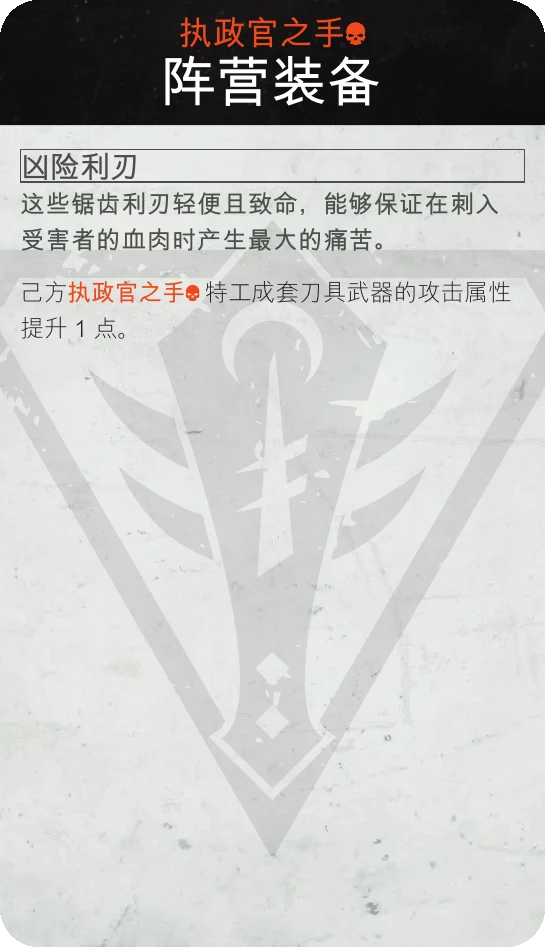 执政官之手
阵营装备
凶险利刃
这些锯齿利刃轻便且致命，能够保证在刺入
受害者的血肉时产生最大的痛苦。
己方执政官之手 特工成套刀具武器的攻击属性
提升 1 点。